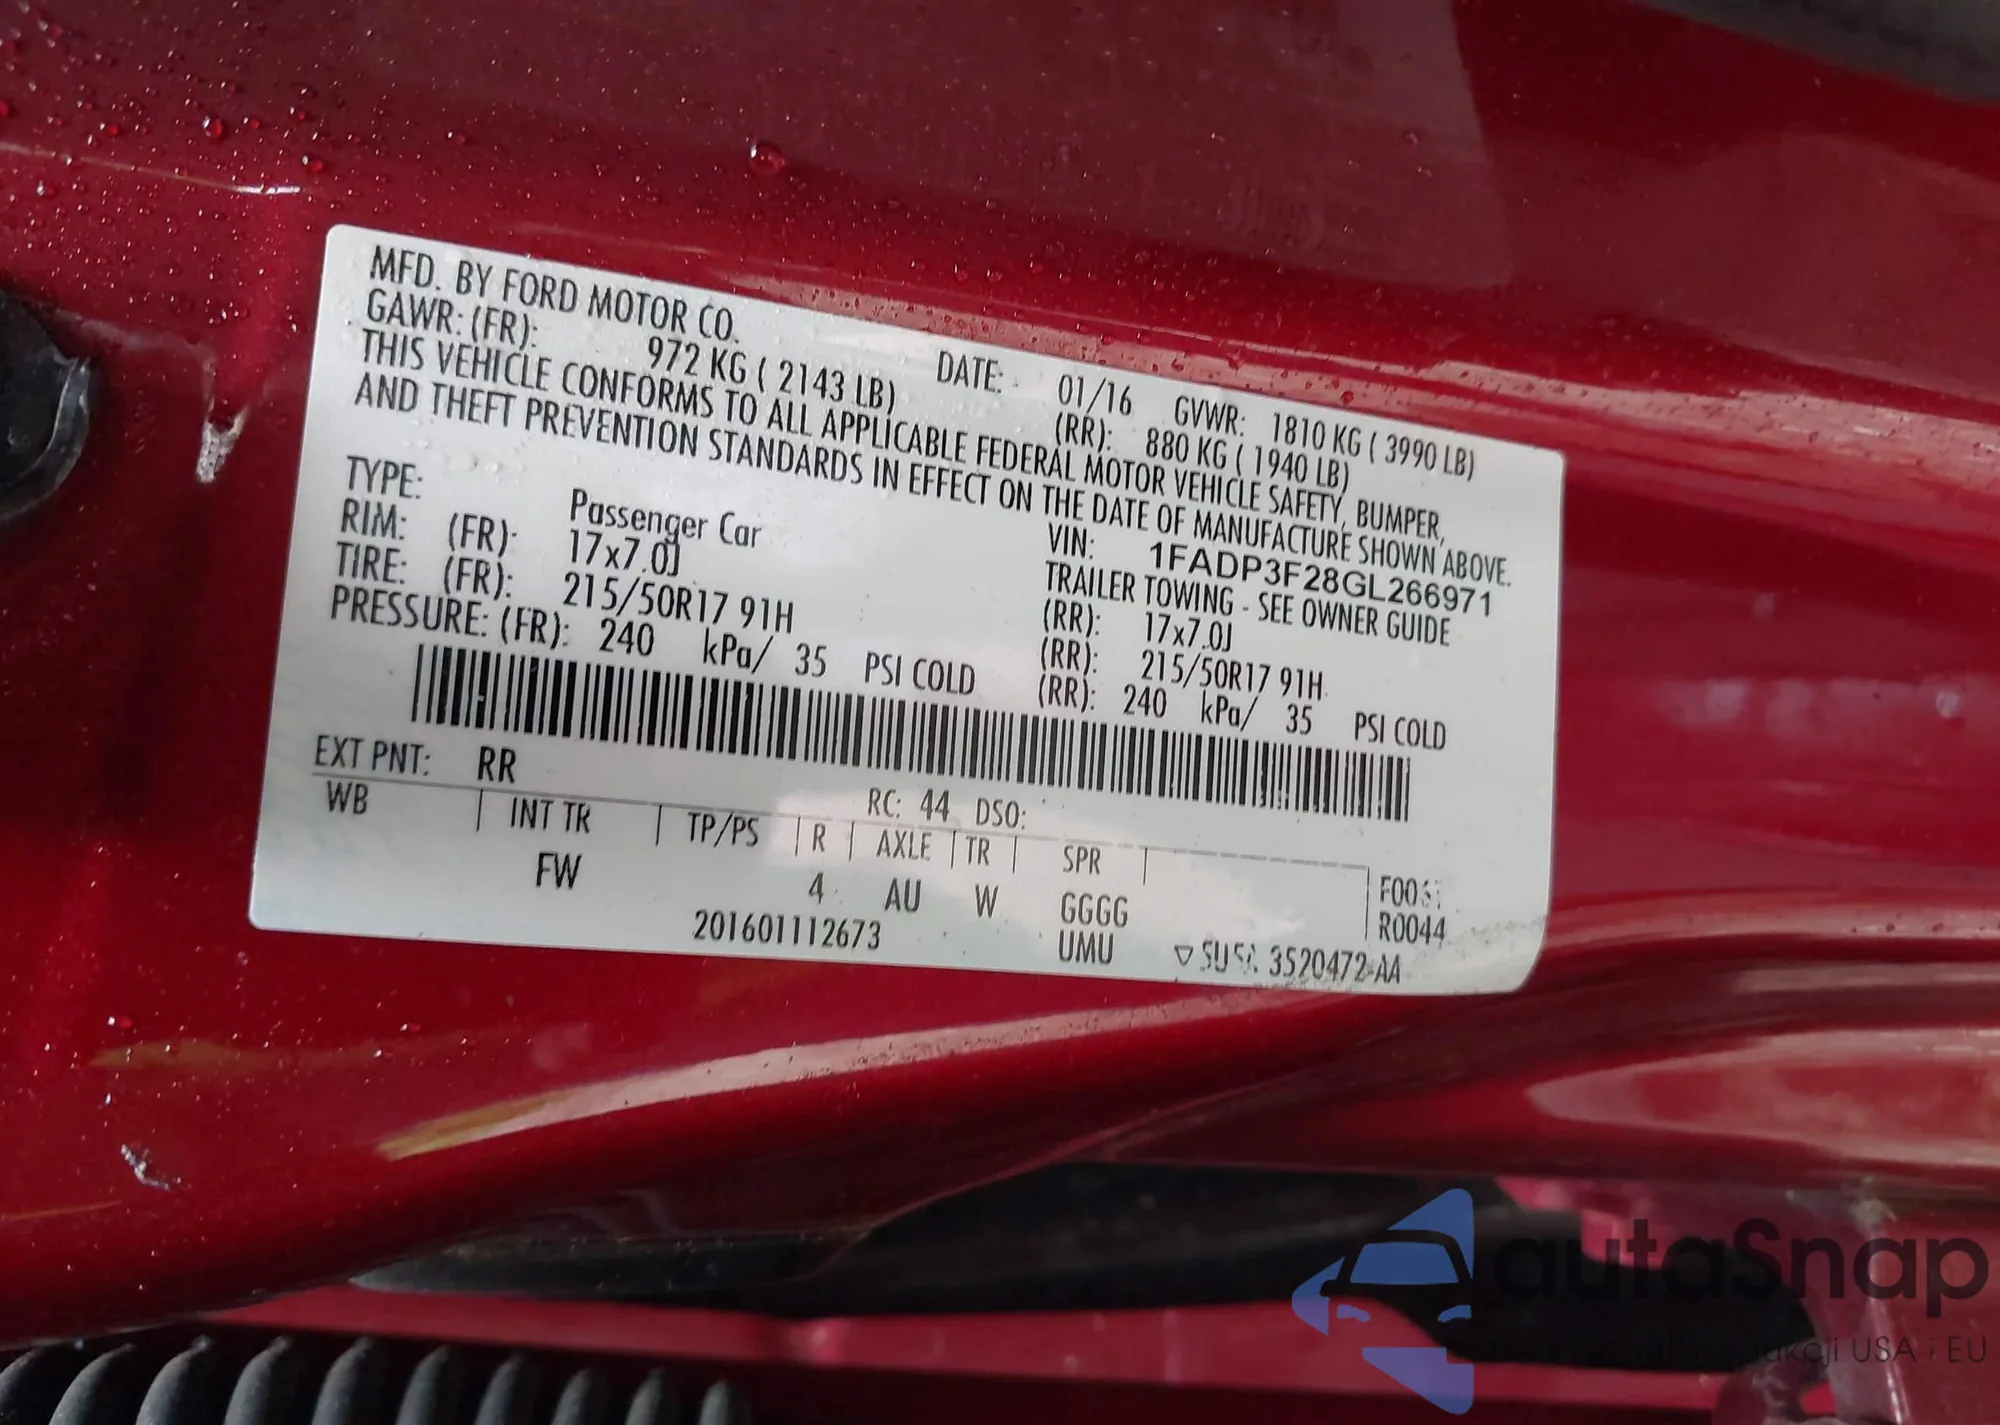 MFD. BY FORD MOTOR CO. DATE: 01/16 GVWR: 1810 KG ( 3990 LB)
GAWR: (FR): 972 KG ( 2143 LB) (RR): 880 KG ( 1940 LB)
THIS VEHICLE CONFORMS TO ALL APPLICABLE FEDERAL MOTOR VEHICLE SAFETY, BUMPER,
AND THEFT PREVENTION STANDARDS IN EFFECT ON THE DATE OF MANUFACTURE SHOWN ABOVE.
VIN: 1FADP3F28GL266971
TYPE: Passenger Car TRAILER TOWING - SEE OWNER GUIDE
RIM: (FR): 17x7.0J (RR): 17x7.0J
TIRE: (FR): 215/50R17 91H (RR): 215/50R17 91H
PRESSURE: (FR): 240 kPa/ 35 PSI COLD (RR): 240 kPa/ 35 PSI COLD
EXT PNT: RR RC: 44 DSO:
WB INT TR TP/PS R AXLE TR SPR
FW 4 AU W GGGG
R0044
201601112673 UMU
3520472-AA
autaSnap
USA i EU